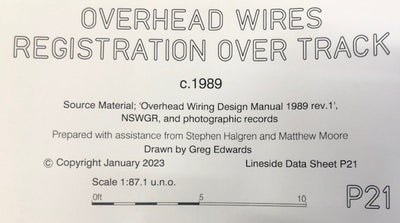 OVERHEAD WIRES
REGISTRATION OVER TRACK
c.1989
Source Material; 'Overhead Wiring Design Manual 1989 rev.1',
NSWGR, and photographic records
Prepared with assistance from Stephen Halgren and Matthew Moore
Drawn by Greg Edwards
© Copyright January 2023 Lineside Data Sheet P21
Scale 1:87.1 u.n.o.
0ft 5 10
P21